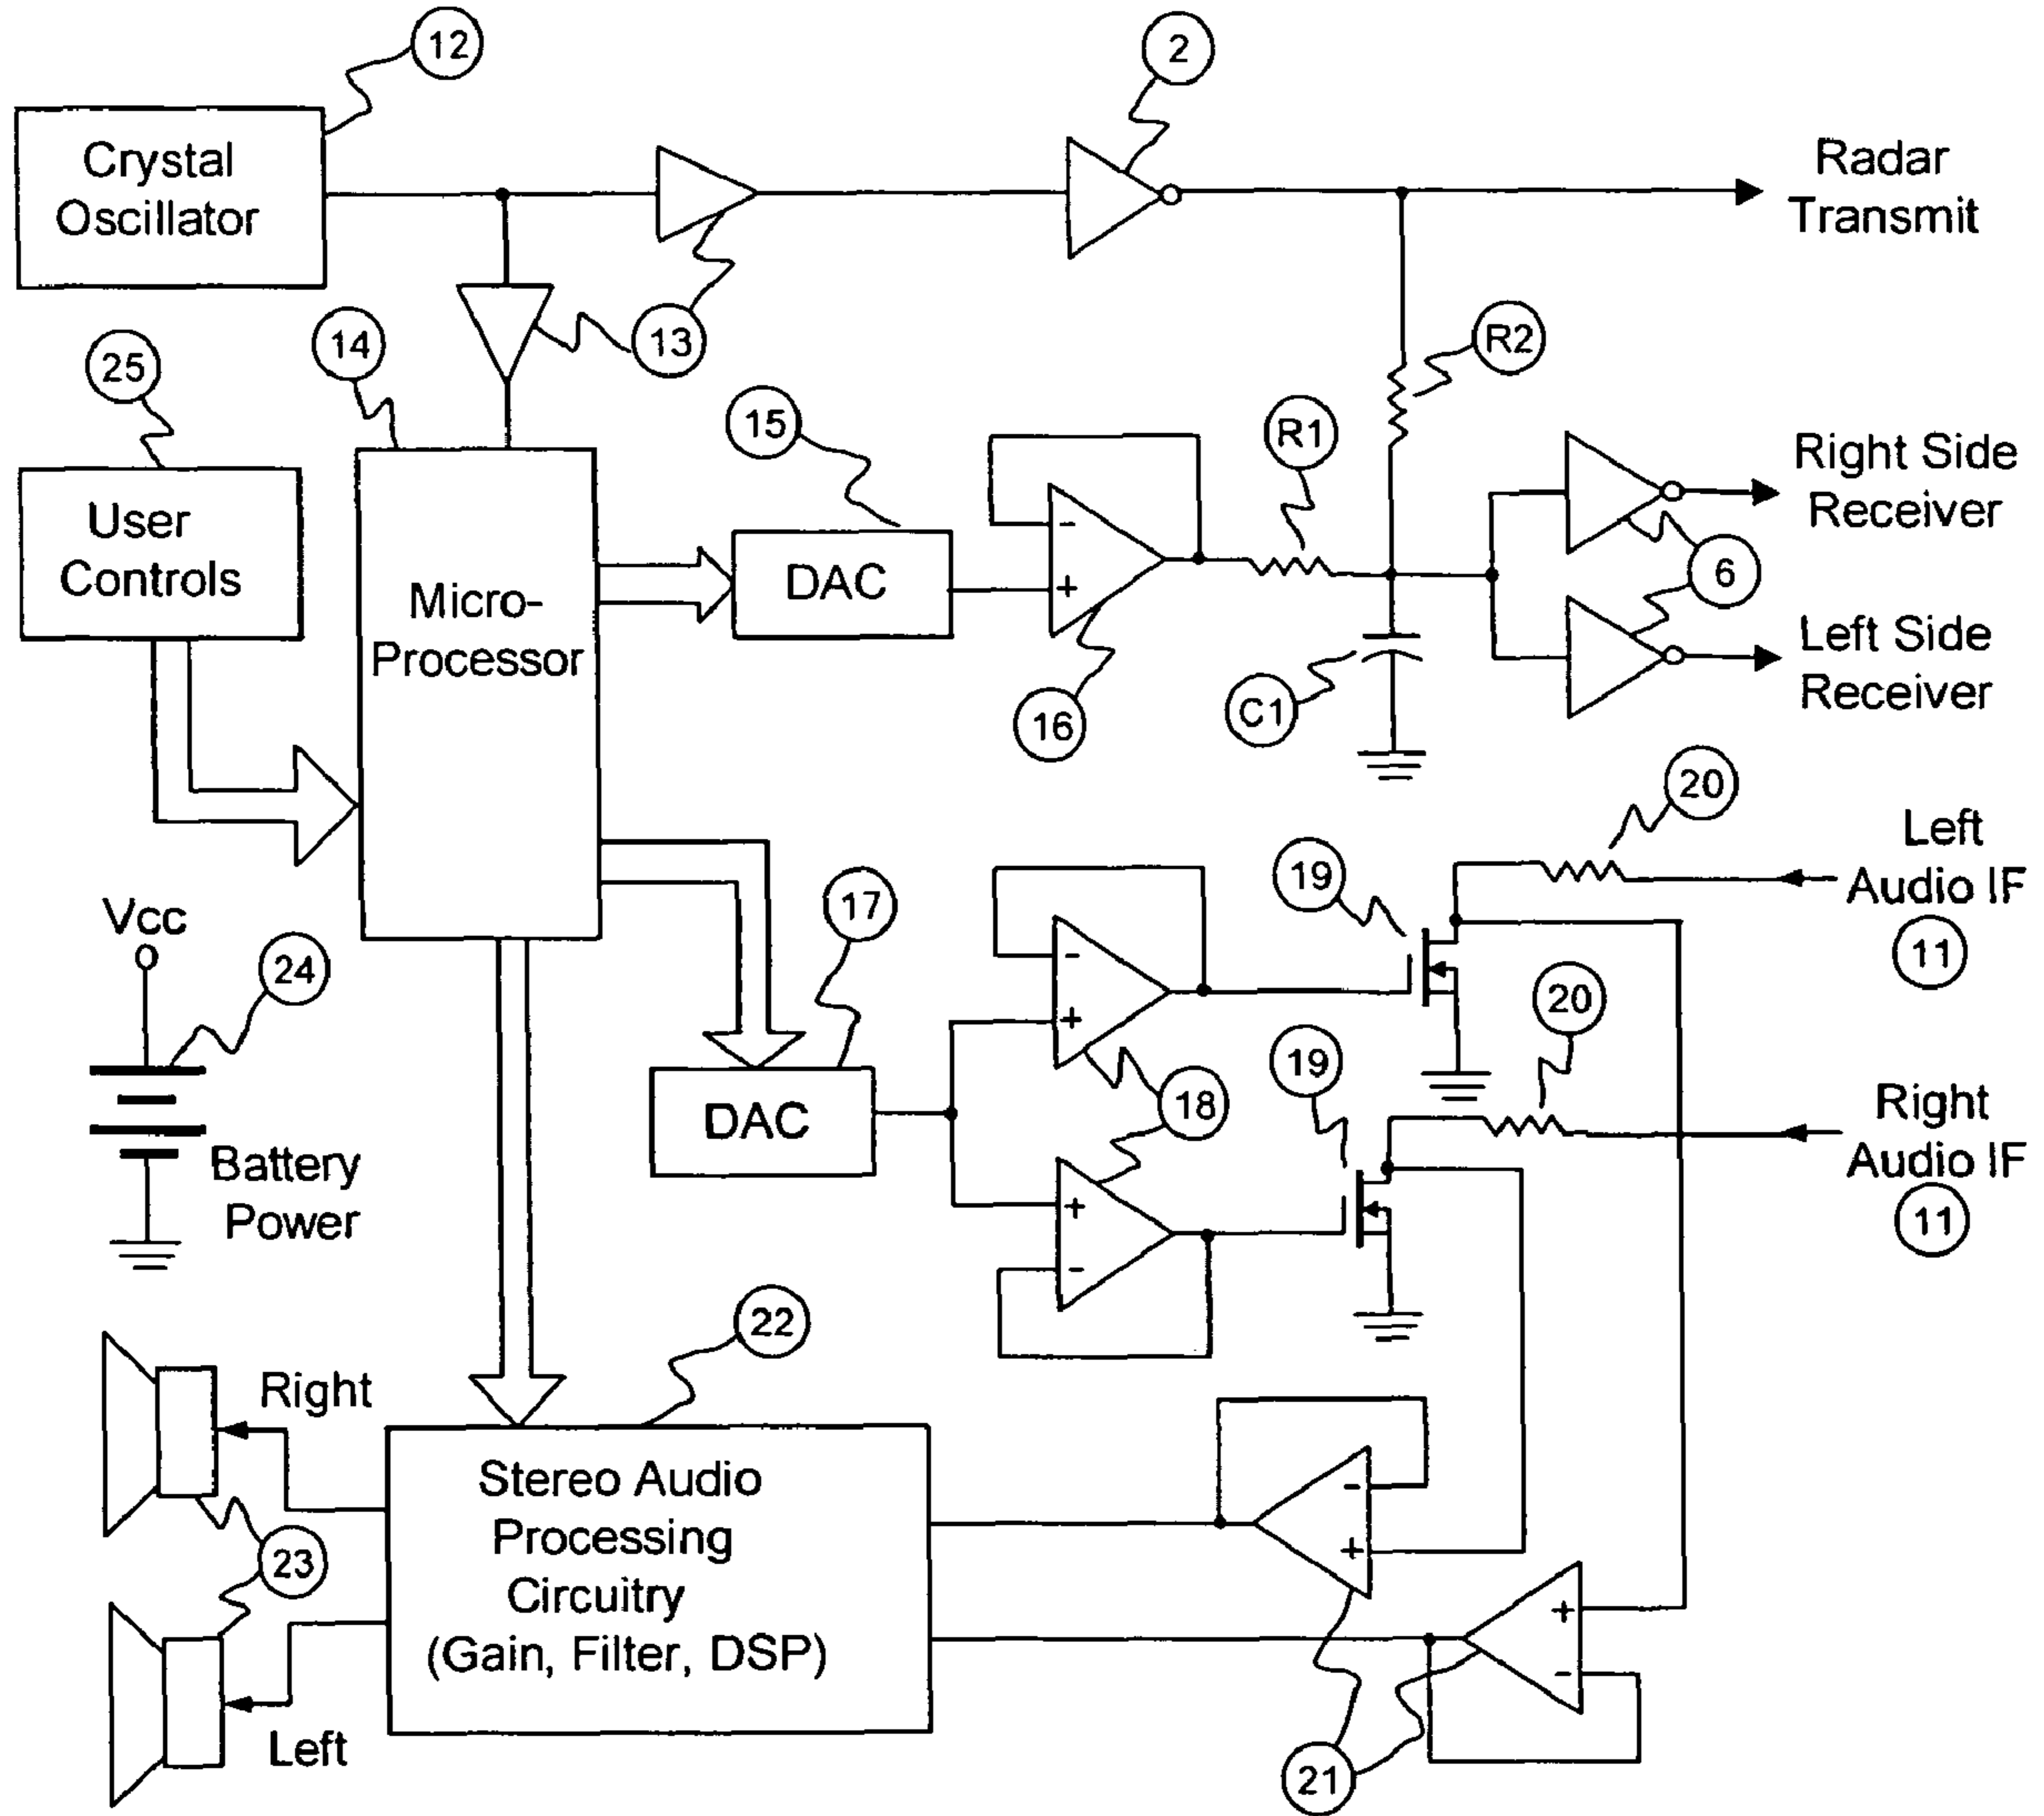 12
2
Crystal
Oscillator
Radar
Transmit
13
14
R2
25
15
R1
User
Controls
Micro-
Processor
DAC
-
+
Right Side
Receiver
6
Left Side
Receiver
16
C1
20
Left
Audio IF
11
19
17
Vcc
24
-
+
20
19
18
DAC
Right
Audio IF
11
Battery
Power
+
-
22
Right
Stereo Audio
Processing
Circuitry
(Gain, Filter, DSP)
-
+
23
+
-
Left
21